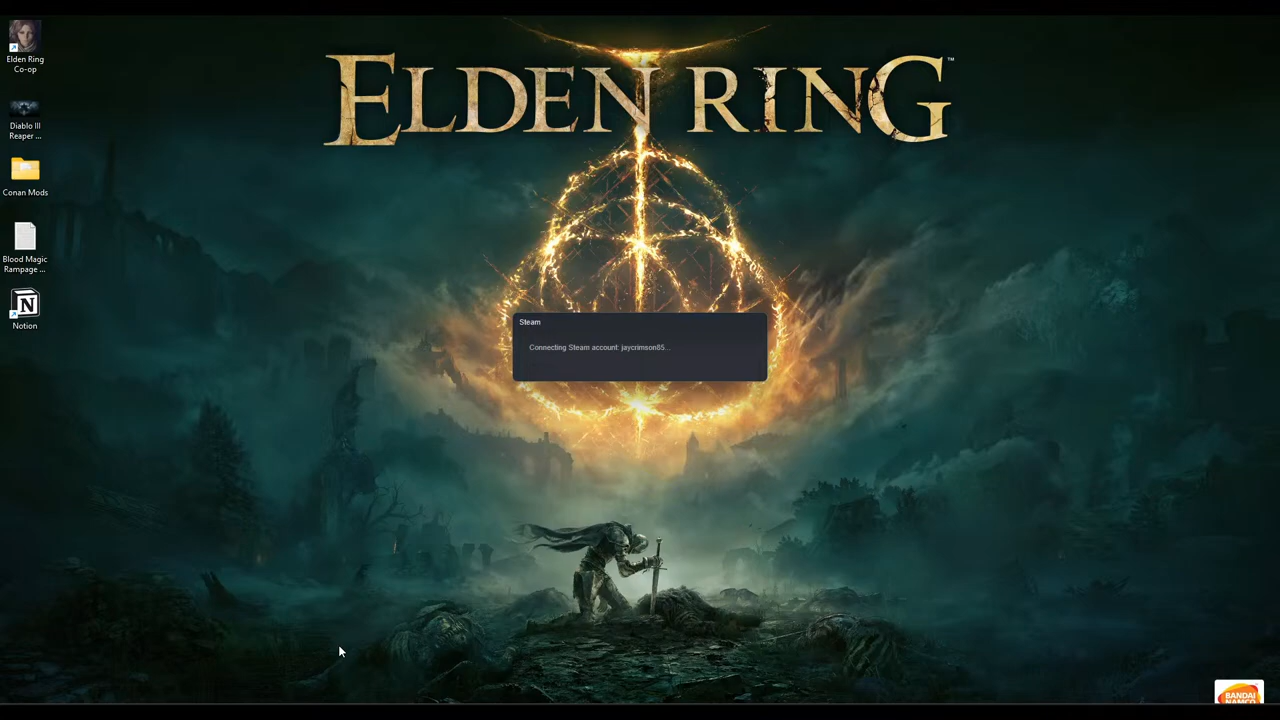 ELDEN RING
™
Elden Ring
Co-op
Diablo III
Reaper ...
Conan Mods
Blood Magic
Rampage ...
N
Notion
Steam
Connecting Steam account: jaycrimson85...
BANDAI
NAMCO